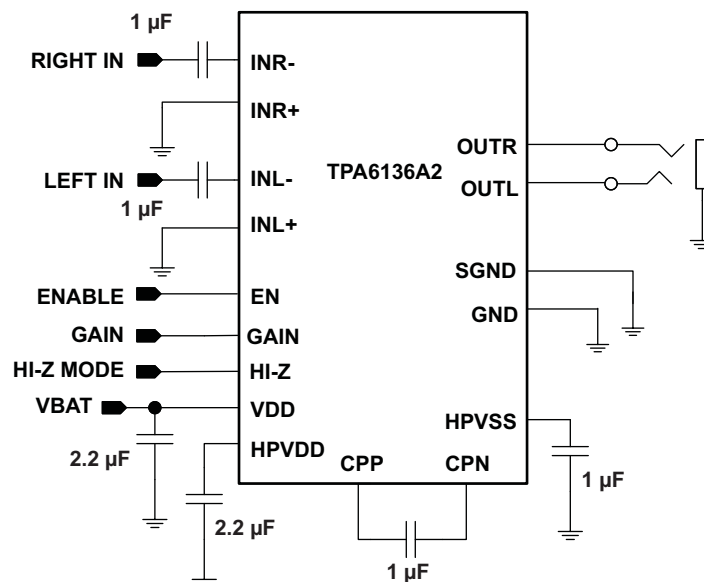 1 µF
RIGHT IN
INR-
INR+
OUTR
TPA6136A2
LEFT IN
INL-
OUTL
1 µF
INL+
SGND
ENABLE
EN
GND
GAIN
GAIN
HI-Z MODE
HI-Z
VBAT
VDD
HPVSS
2.2 µF
HPVDD
CPP
CPN
1 µF
2.2 µF
1 µF